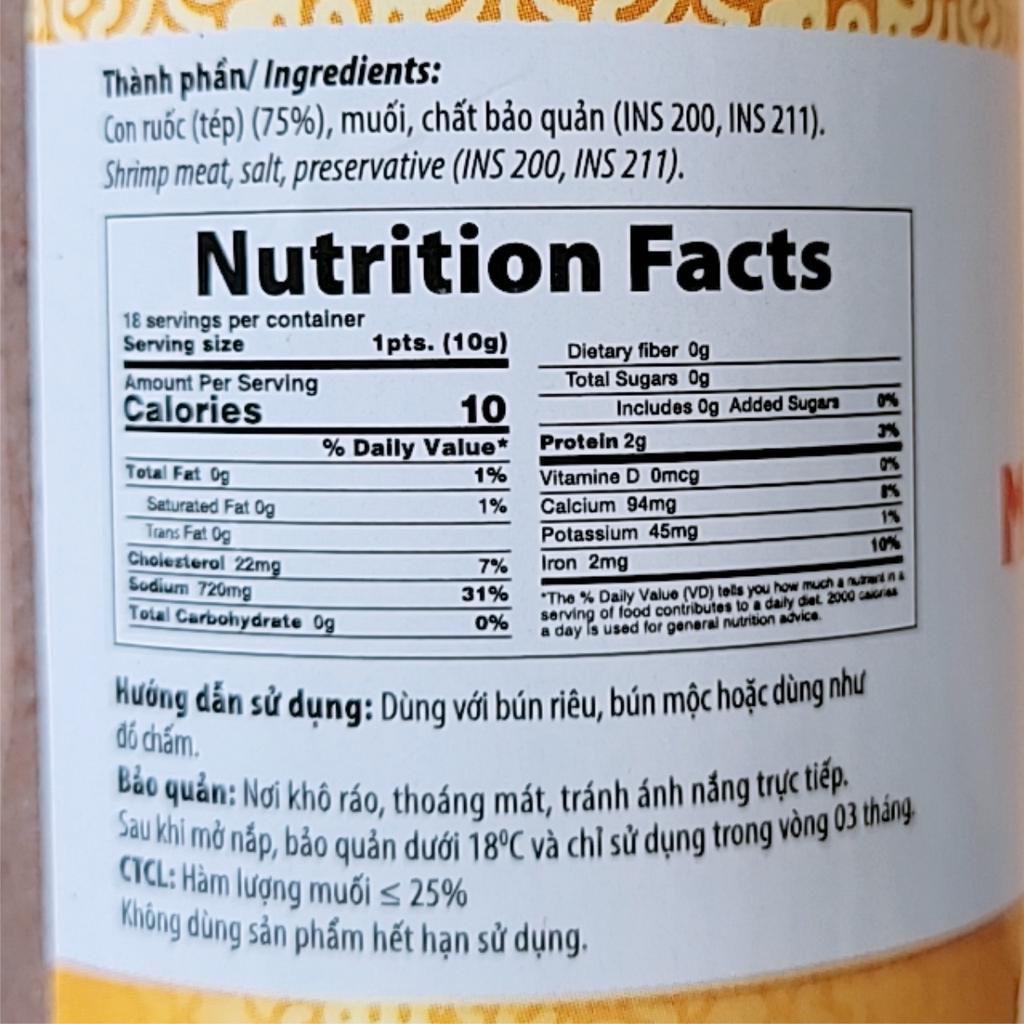 Thành phần/ Ingredients:
Con ruốc (tép) (75%), muối, chất bảo quản (INS 200, INS 211).
Shrimp meat, salt, preservative (INS 200, INS 211).
Nutrition Facts
18 servings per container
Serving size 1pts. (10g)
Amount Per Serving
Calories 10
% Daily Value*
Total Fat 0g 1%
Saturated Fat 0g 1%
Trans Fat 0g
Cholesterol 22mg 7%
Sodium 720mg 31%
Total Carbohydrate 0g 0%
Dietary fiber 0g
Total Sugars 0g
Includes 0g Added Sugars 0%
Protein 2g 3%
Vitamine D 0mcg 0%
Calcium 94mg 8%
Potassium 45mg 1%
Iron 2mg 10%
*The % Daily Value (VD) tells you how much a nutrient in a
serving of food contributes to a daily diet. 2000 calories
a day is used for general nutrition advice.
Hướng dẫn sử dụng: Dùng với bún riêu, bún mộc hoặc dùng như
đồ chấm.
Bảo quản: Nơi khô ráo, thoáng mát, tránh ánh nắng trực tiếp.
Sau khi mở nắp, bảo quản dưới 18⁰C và chỉ sử dụng trong vòng 03 tháng.
CTCL: Hàm lượng muối ≤ 25%
Không dùng sản phẩm hết hạn sử dụng.